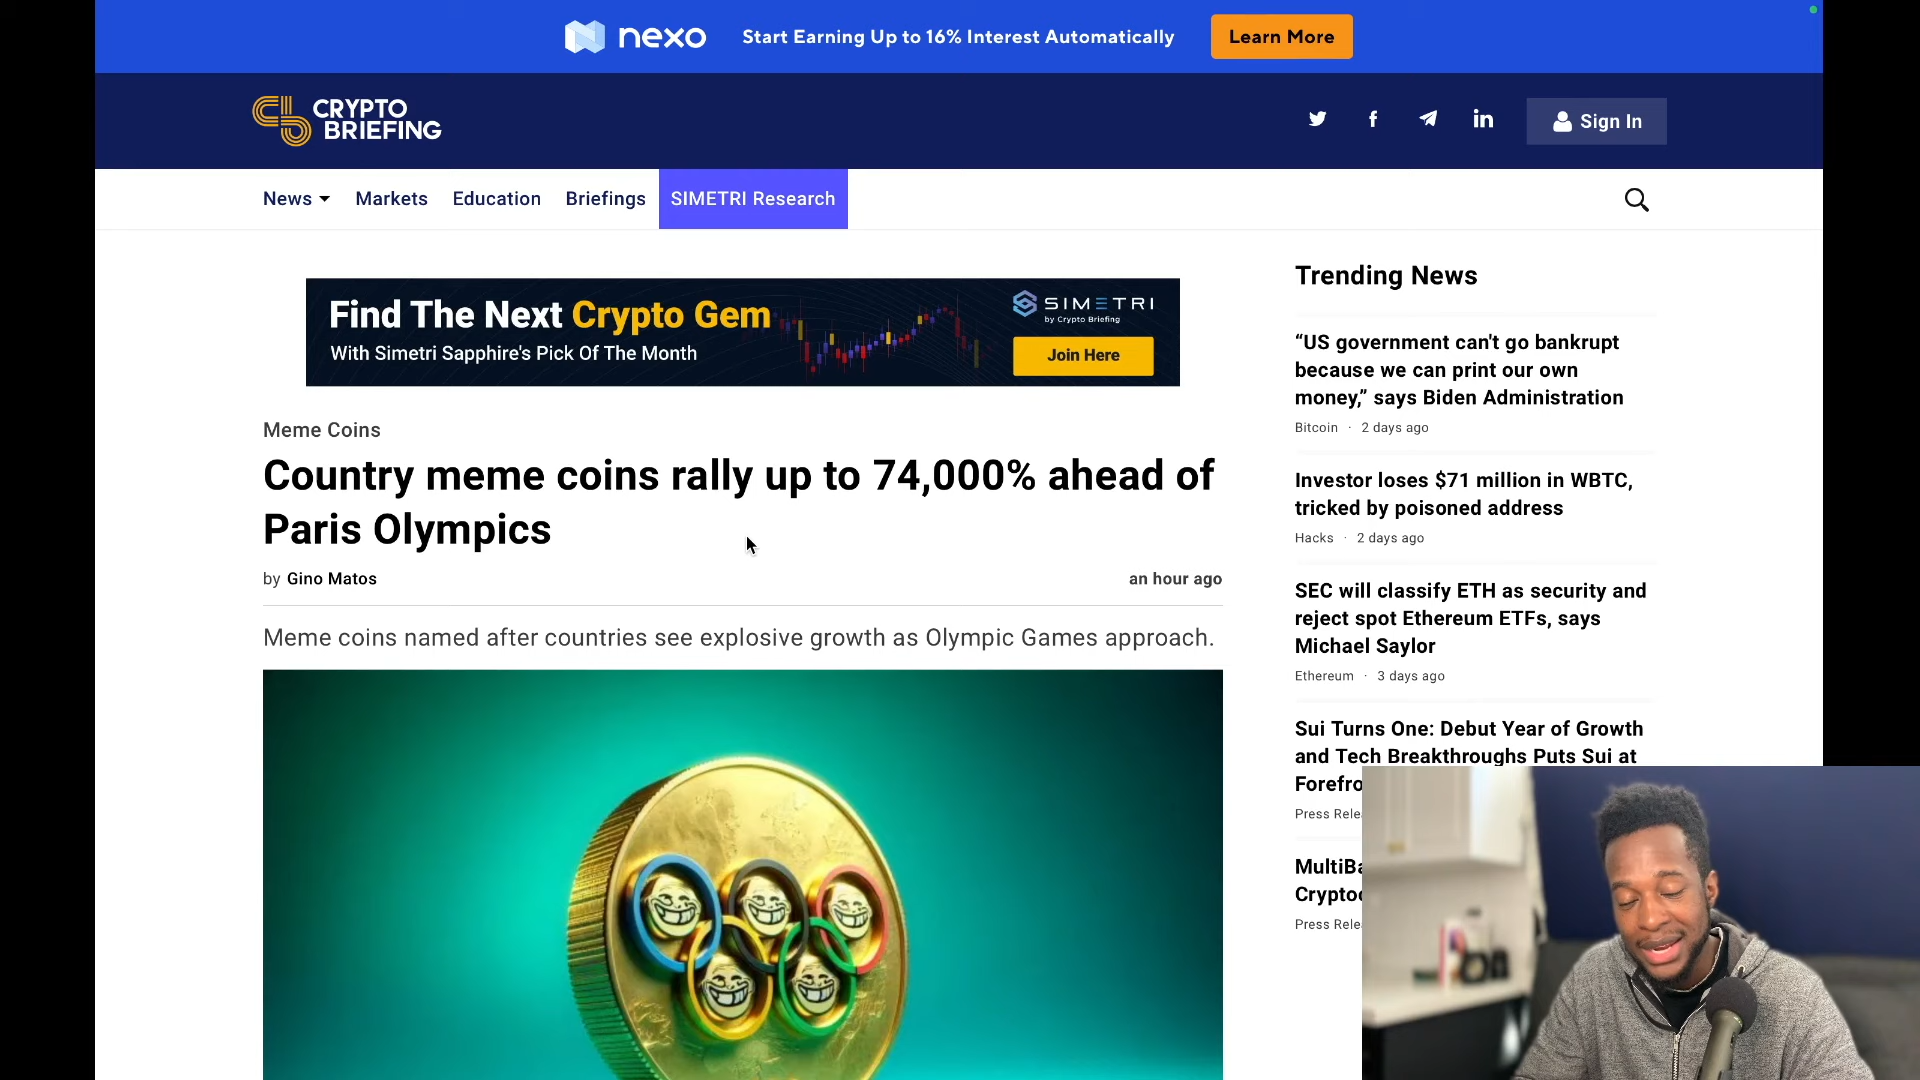 nexo
Start Earning Up to 16% Interest Automatically
Learn More
CRYPTO
BRIEFING
Sign In
News
Markets
Education
Briefings
SIMETRI Research
Find The Next Crypto Gem
With Simetri Sapphire's Pick Of The Month
SIMETRI
by Crypto Briefing
Join Here
Meme Coins
Country meme coins rally up to 74,000% ahead of
Paris Olympics
by Gino Matos
an hour ago
Meme coins named after countries see explosive growth as Olympic Games approach.
Trending News
“US government can't go bankrupt
because we can print our own
money,” says Biden Administration
Bitcoin · 2 days ago
Investor loses $71 million in WBTC,
tricked by poisoned address
Hacks · 2 days ago
SEC will classify ETH as security and
reject spot Ethereum ETFs, says
Michael Saylor
Ethereum · 3 days ago
Sui Turns One: Debut Year of Growth
and Tech Breakthroughs Puts Sui at
Forefro
Press Rele
MultiBa
Crypto
Press Rele